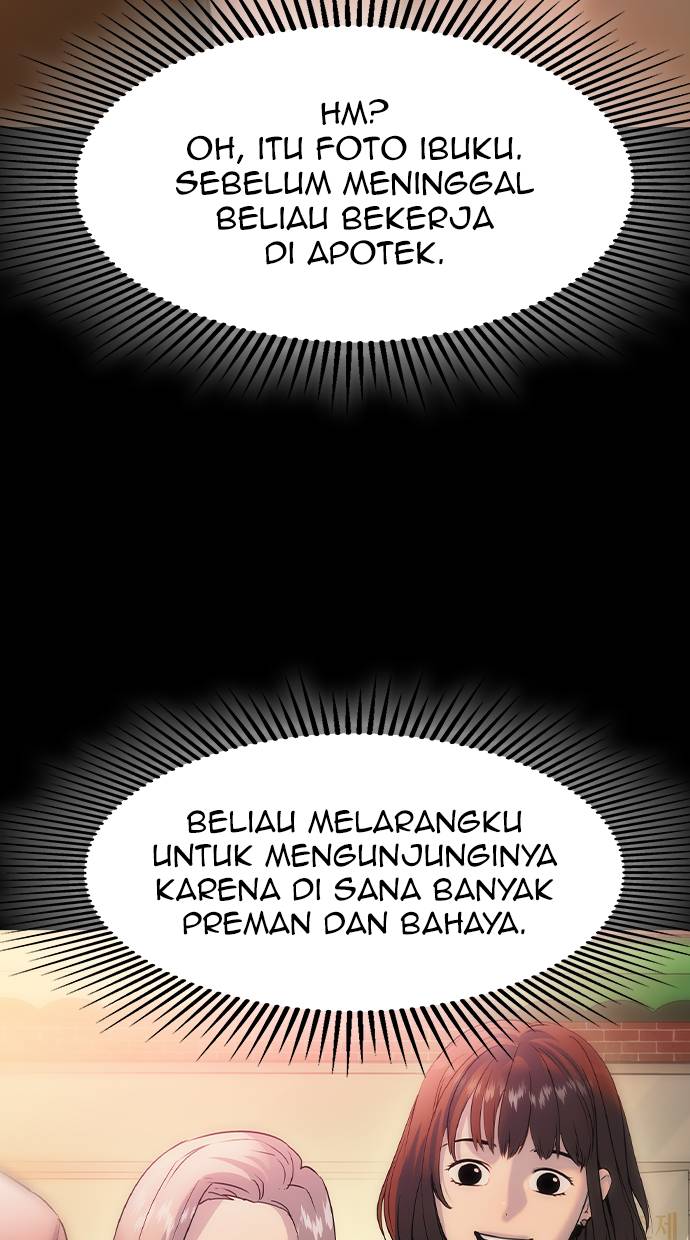 HM?
OH, ITU FOTO IBUKU.
SEBELUM MENINGGAL
BELIAU BEKERJA
DI APOTEK.
BELIAU MELARANGKU
UNTUK MENGUNJUNGINYA
KARENA DI SANA BANYAK
PREMAN DAN BAHAYA.
제